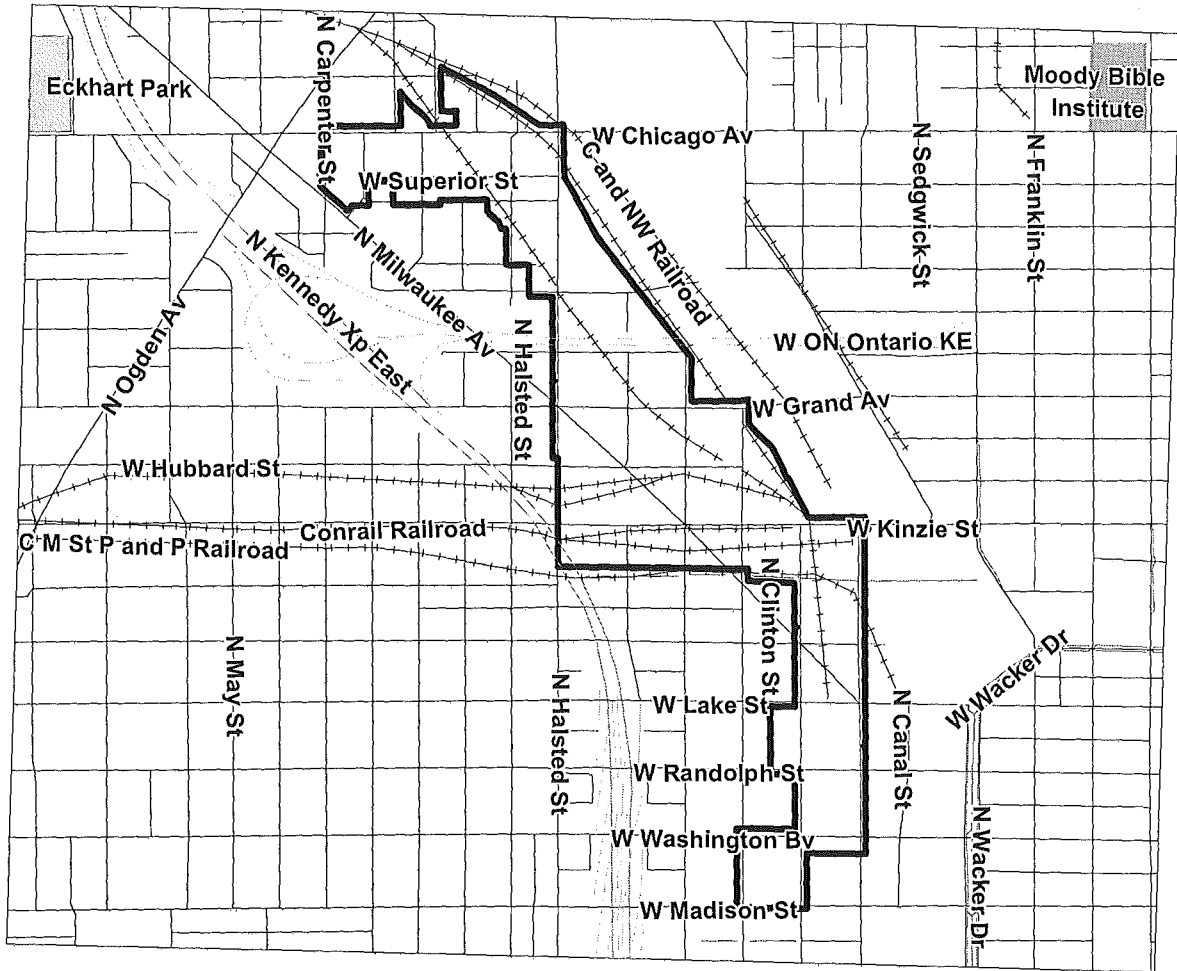 Eckhart Park
N Carpenter St
Moody Bible
Institute
W Chicago Av
C and NW Railroad
N Sedgwick St
N Franklin St
W Superior St
N Milwaukee Av
N Kennedy Xp East
N Ogden Av
N Halsted St
W ON Ontario KE
W Grand Av
W Hubbard St
Conrail Railroad
C M St P and P Railroad
W Kinzie St
N Clinton St
N May St
N Halsted St
W Lake St
N Canal St
W Wacker Dr
W Randolph St
W Washington Bv
N Wacker Dr
W Madison St